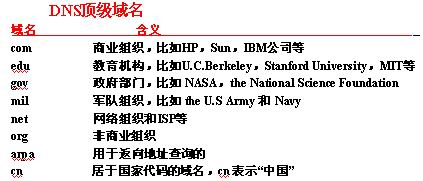 DNS顶级域名
域名 含义
com 商业组织，比如HP，Sun，IBM公司等
edu 教育机构，比如U.C.Berkeley，Stanford University，MIT等
gov 政府部门，比如 NASA，the National Science Foundation
mil 军队组织，比如 the U.S Army 和 Navy
net 网络组织和ISP等
org 非商业组织
arpa 用于返向地址查询的
cn 居于国家代码的域名，cn 表示“中国”